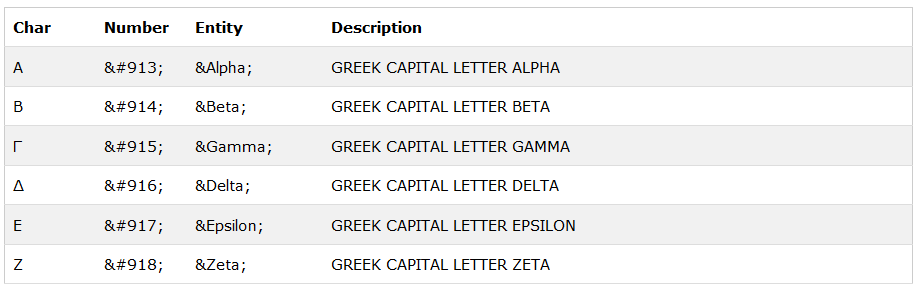 Char Number Entity Description
Α &#913; &Alpha; GREEK CAPITAL LETTER ALPHA
Β &#914; &Beta; GREEK CAPITAL LETTER BETA
Γ &#915; &Gamma; GREEK CAPITAL LETTER GAMMA
Δ &#916; &Delta; GREEK CAPITAL LETTER DELTA
Ε &#917; &Epsilon; GREEK CAPITAL LETTER EPSILON
Ζ &#918; &Zeta; GREEK CAPITAL LETTER ZETA